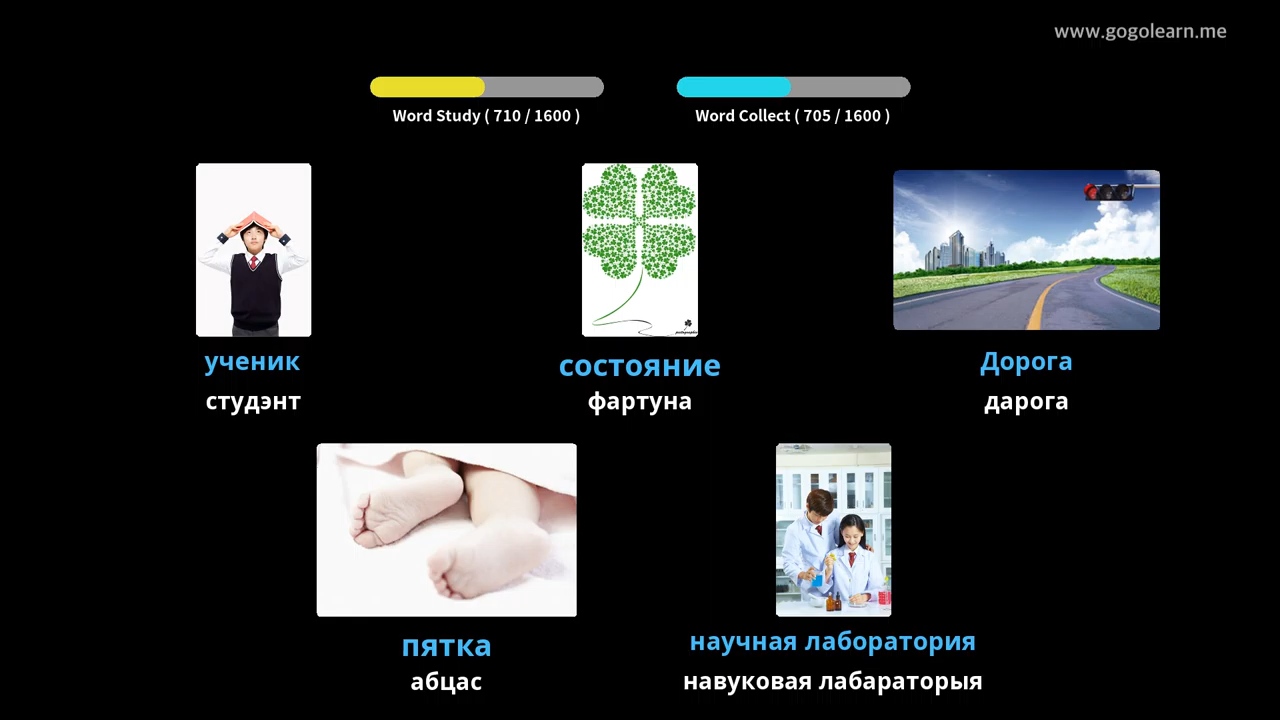 www.gogolearn.me
Word Study ( 710 / 1600 )
Word Collect ( 705 / 1600 )
ученик
студэнт
состояние
фартуна
Дорога
дарога
пятка
абцас
научная лаборатория
навуковая лабараторыя